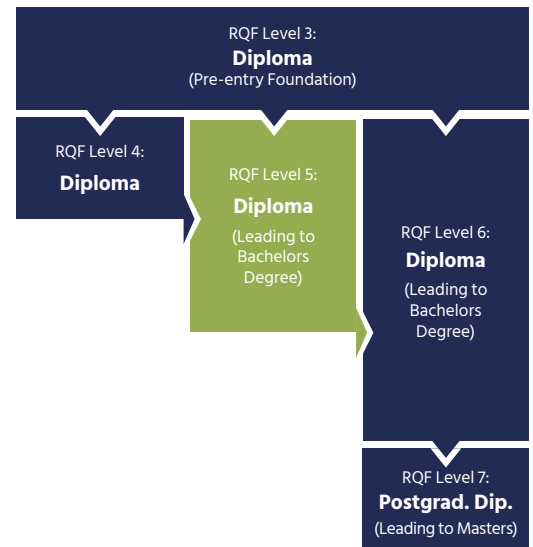 RQF Level 3:
Diploma
(Pre-entry Foundation)
RQF Level 4:
Diploma
RQF Level 5:
Diploma
(Leading to
Bachelors
Degree)
RQF Level 6:
Diploma
(Leading to
Bachelors
Degree)
RQF Level 7:
Postgrad. Dip.
(Leading to Masters)